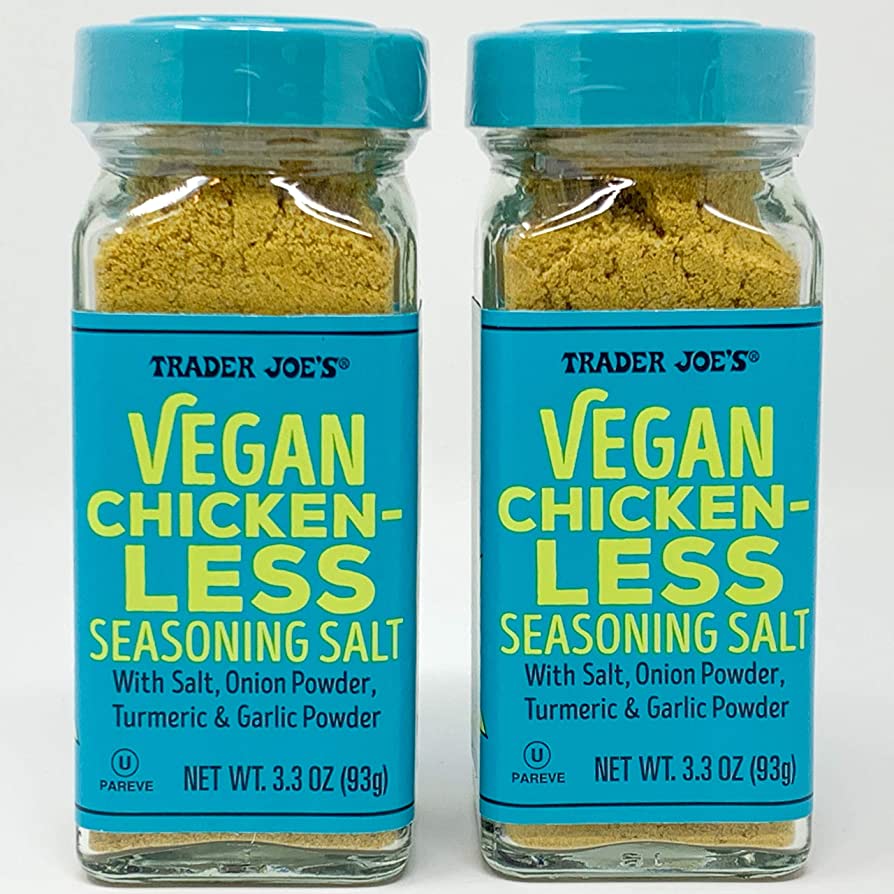 TRADER JOE'S®
VEGAN
CHICKEN-
LESS
SEASONING SALT
With Salt, Onion Powder,
Turmeric & Garlic Powder
U
PAREVE
NET WT. 3.3 OZ (93g)
TRADER JOE'S®
VEGAN
CHICKEN-
LESS
SEASONING SALT
With Salt, Onion Powder,
Turmeric & Garlic Powder
U
PAREVE
NET WT. 3.3 OZ (93g)